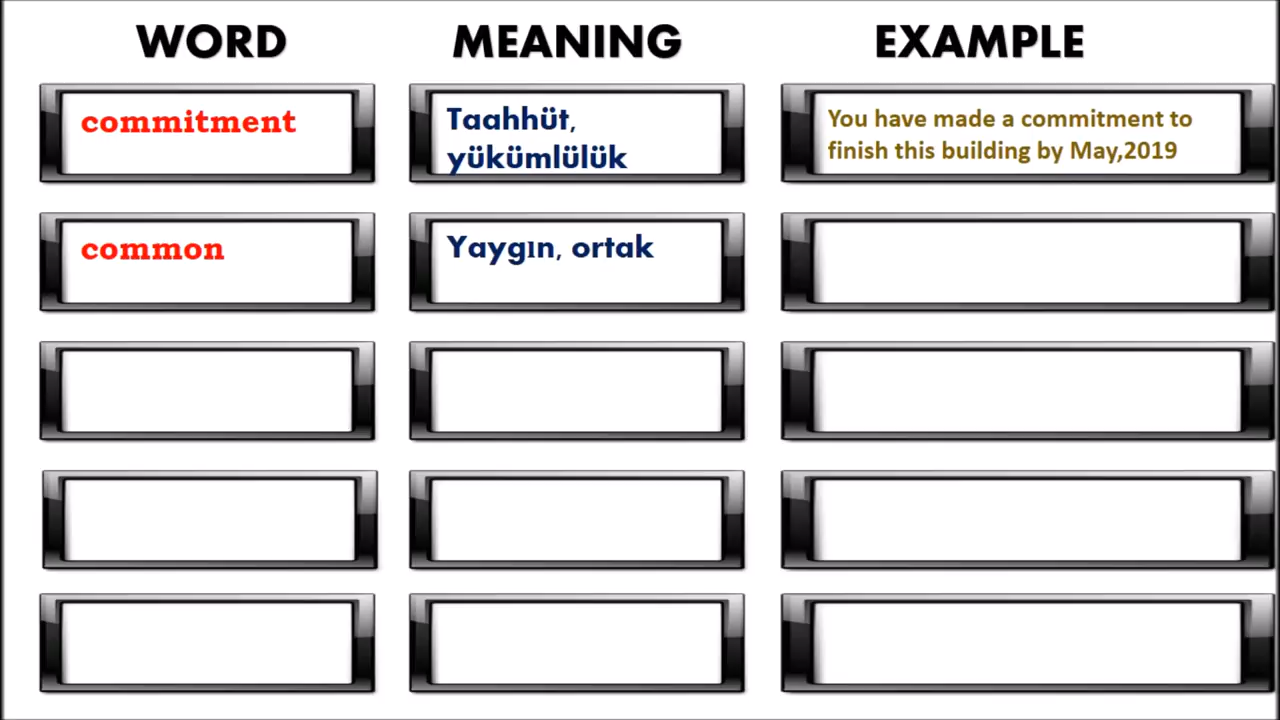 WORD MEANING EXAMPLE
commitment
Taahhüt,
yükümlülük
You have made a commitment to
finish this building by May,2019
common
Yaygın, ortak